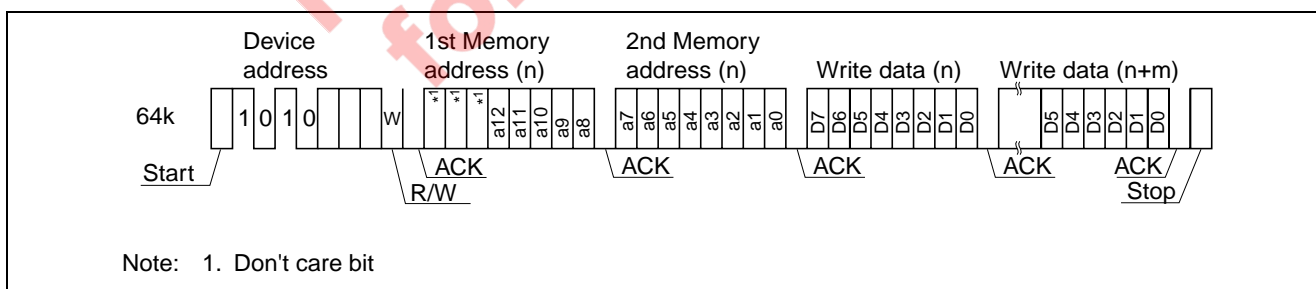 Device address
1st Memory address (n)
2nd Memory address (n)
Write data (n)
Write data (n+m)
64k
1 0 1 0
W
*1 *1 *1 a12 a11 a10 a9 a8
a7 a6 a5 a4 a3 a2 a1 a0
D7 D6 D5 D4 D3 D2 D1 D0
D5 D4 D3 D2 D1 D0
Start
ACK
ACK
ACK
ACK
ACK
R/W
Stop
Note: 1. Don't care bit